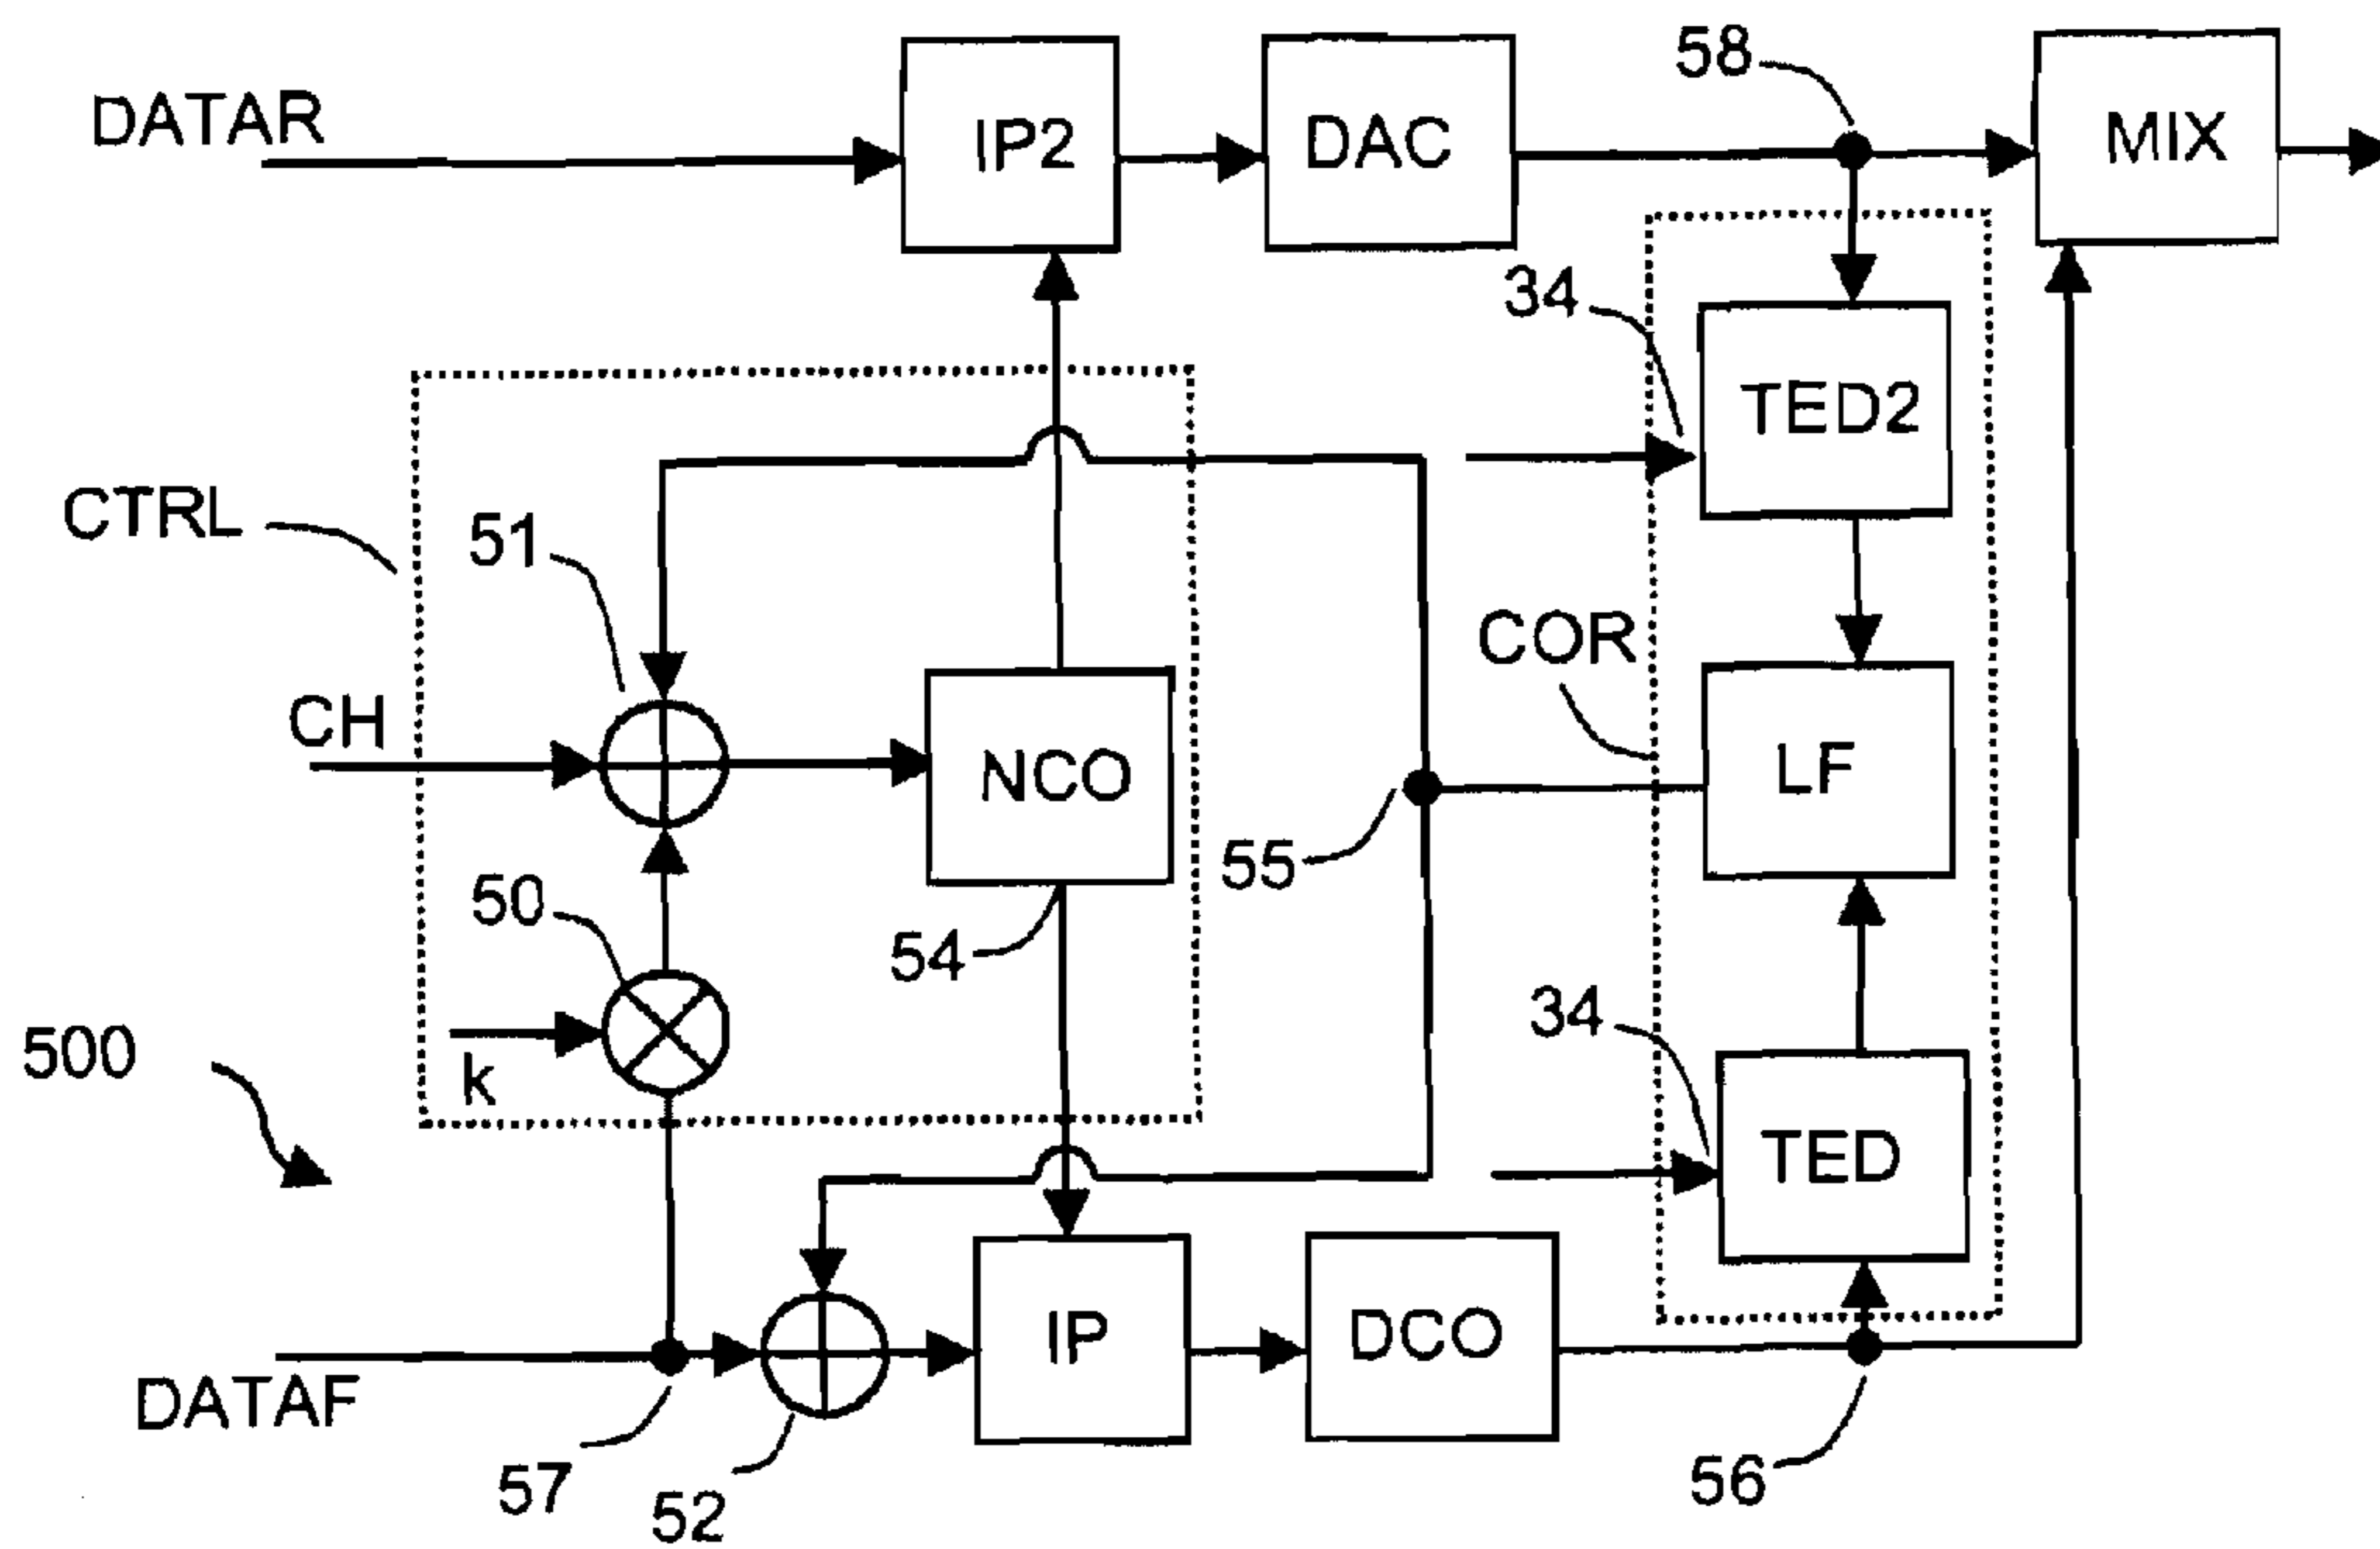 58
DATAR
IP2
DAC
MIX
34
TED2
CTRL
51
COR
CH
NCO
LF
55
50
54
34
500
k
TED
IP
DCO
DATAF
57
52
56